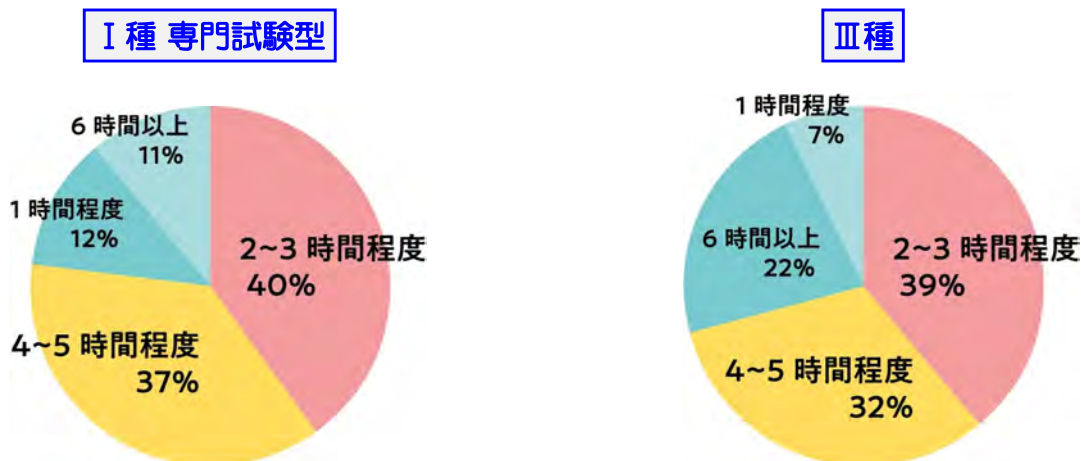 Ⅰ種 専門試験型
6時間以上
11%
1時間程度
12%
2~3時間程度
40%
4~5時間程度
37%
Ⅲ種
1時間程度
7%
6時間以上
22%
2~3時間程度
39%
4~5時間程度
32%